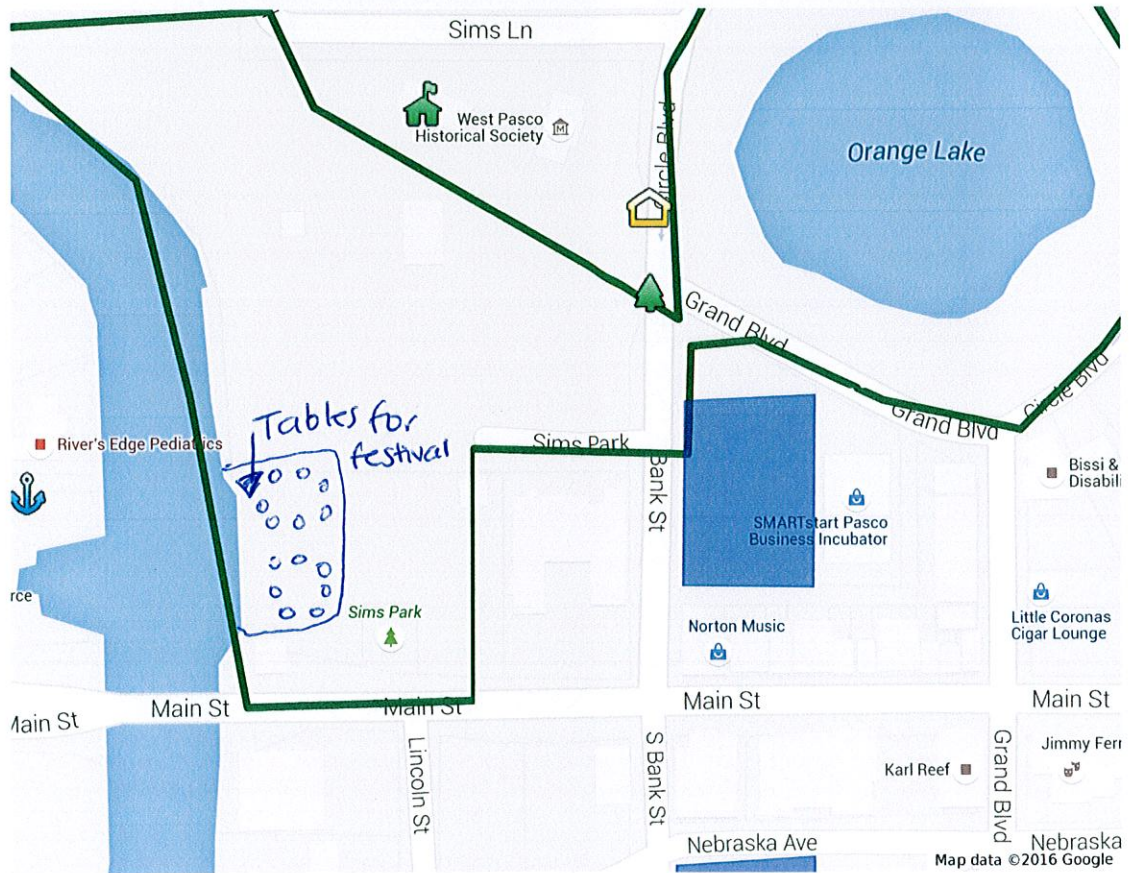 Sims Ln
West Pasco
Historical Society
M
Circle Blvd
Orange Lake
Grand Blvd
Grand Blvd
Circle Blvd
Tables for
festival
River's Edge Pediatrics
Sims Park
Bank St
Bissi &
Disabili
SMARTstart Pasco
Business Incubator
rce
Sims Park
Norton Music
Little Coronas
Cigar Lounge
Main St
Main St
Main St
Main St
Main St
Lincoln St
S Bank St
Grand Blvd
Karl Reef
Jimmy Ferr
Nebraska Ave
Nebraska
Map data ©2016 Google